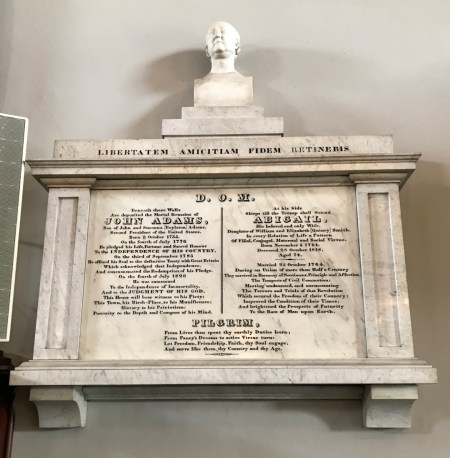 LIBERTATEM AMICITIAM FIDEM RETINEBIS
D. O. M.
Beneath these Walls
Are deposited the Mortal Remains of
JOHN ADAMS,
Son of John and Susanna (Boylston) Adams,
Second President of the United States.
Born 30 October 1735.
On the Fourth of July 1776
He pledged his Life, Fortune and Sacred Honour
To the INDEPENDENCE OF HIS COUNTRY.
On the third of September 1783
He affixed his Seal to the definitive Treaty with Great Britain
Which acknowledged that Independence,
And consummated the Redemption of his Pledge.
On the Fourth of July 1826
He was summoned
To the Independence of Immortality,
And to the JUDGMENT OF HIS GOD.
This House will bear witness to his Piety:
This Town, his Birth-Place, to his Munificence:
History to his Patriotism:
Posterity to the Depth and Compass of his Mind.
At his Side
Sleeps till the Trump shall Sound,
ABIGAIL,
His beloved and only Wife,
Daughter of William and Elizabeth (Quincy) Smith.
In every Relation of Life a Pattern
Of Filial, Conjugal, Maternal and Social Virtue.
Born November 1744,
Deceased 28 October 1818,
Aged 74.
Married 25 October 1764.
During an Union of more than Half a Century
They survived in Harmony of Sentiment, Principle and Affection
The Tempests of Civil Commotion:
Meeting undaunted, and surmounting
The Terrors and Trials of that Revolution
Which secured the Freedom of their Country;
Improved the Condition of their Times;
And brightened the Prospects of Futurity
To the Race of Man upon Earth.
PILGRIM,
From Lives thus spent thy earthly Duties learn;
From Fancy's Dreams to active Virtue turn:
Let Freedom, Friendship, Faith, thy Soul engage,
And serve like them, thy Country and thy Age.